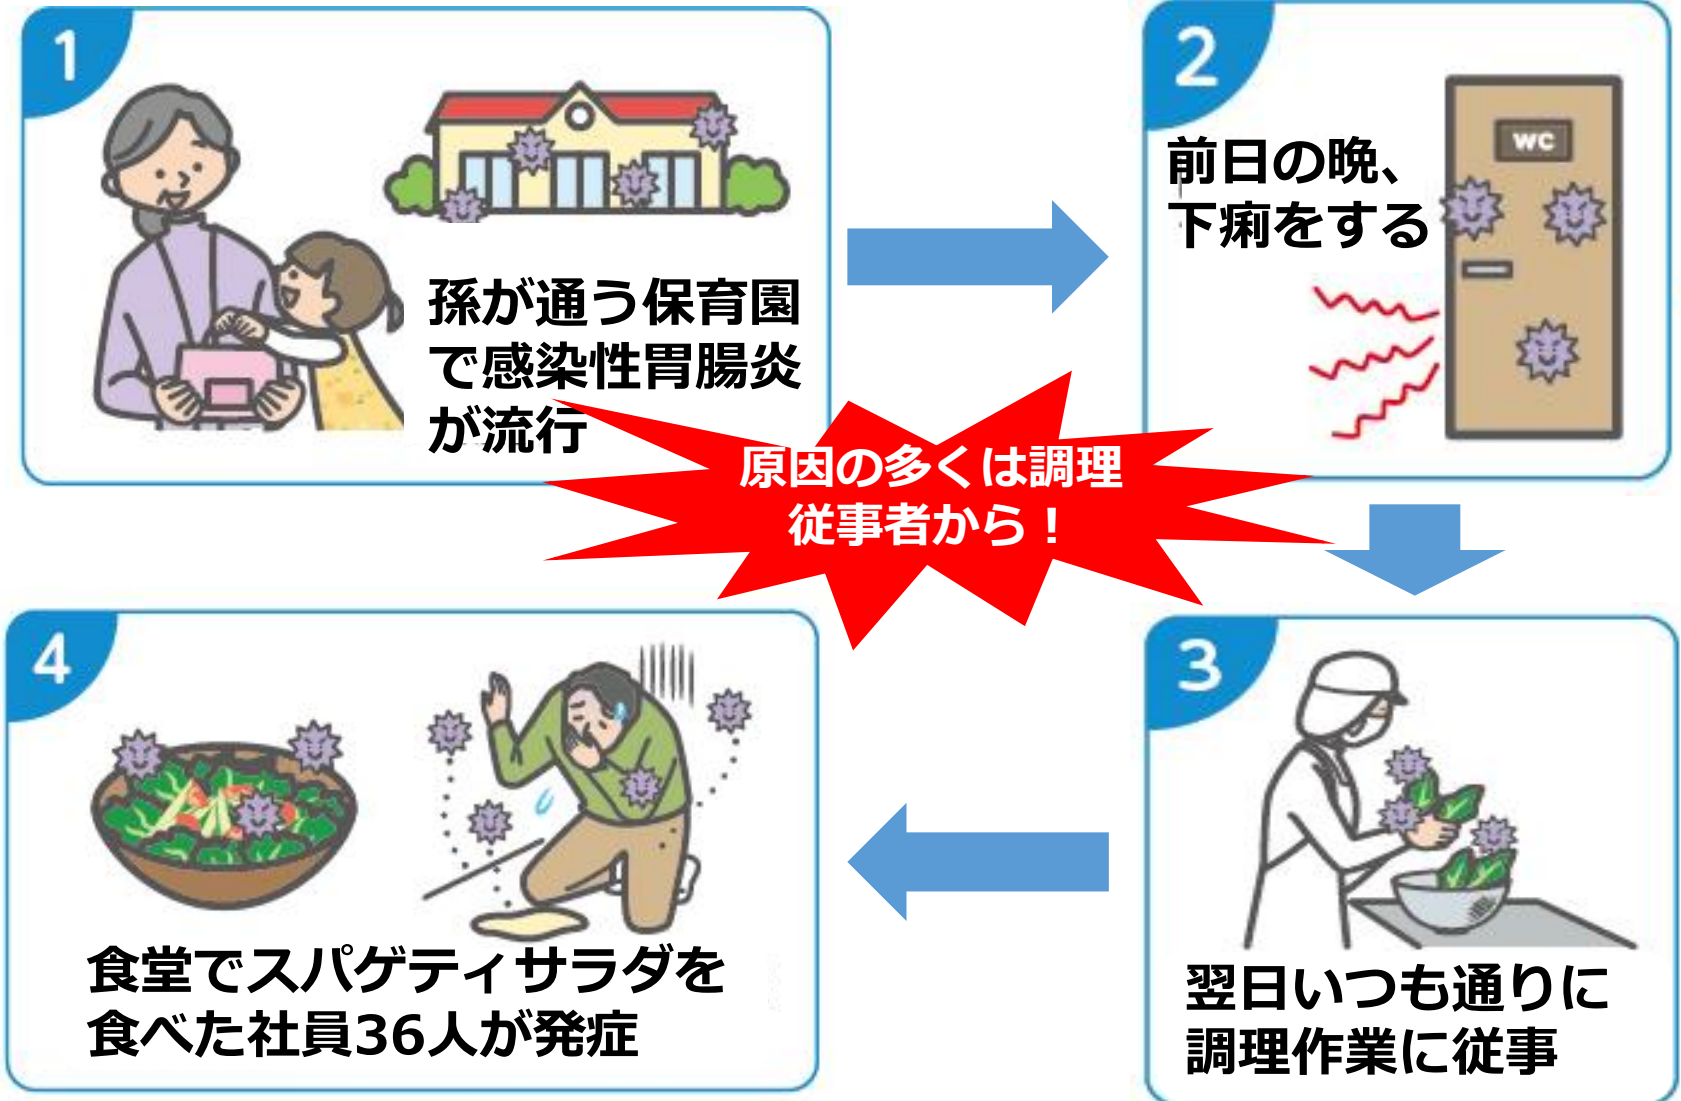 1
孫が通う保育園
で感染性胃腸炎
が流行
2
前日の晩、
下痢をする
WC
原因の多くは調理
従事者から！
3
翌日いつも通りに
調理作業に従事
4
食堂でスパゲティサラダを
食べた社員36人が発症